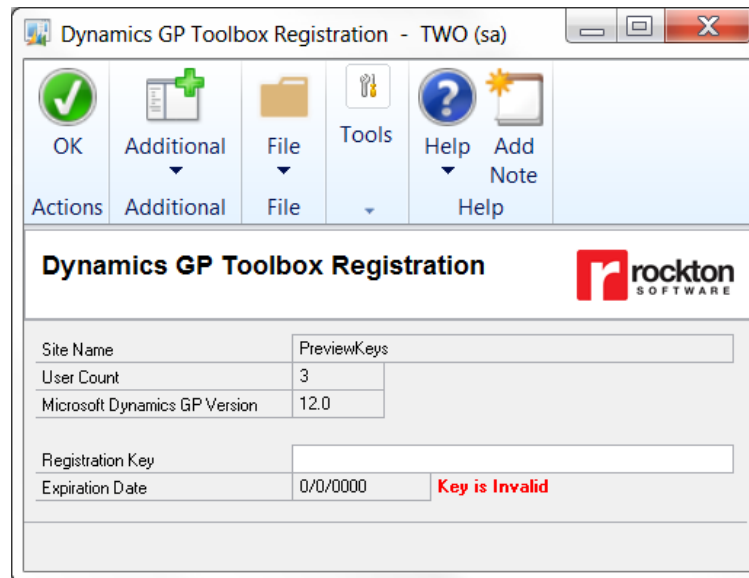 Dynamics GP Toolbox Registration - TWO (sa)
OK Additional File Tools Help Add Note
Actions Additional File Help
Dynamics GP Toolbox Registration
rockton
SOFTWARE
Site Name PreviewKeys
User Count 3
Microsoft Dynamics GP Version 12.0
Registration Key
Expiration Date 0/0/0000 Key is Invalid